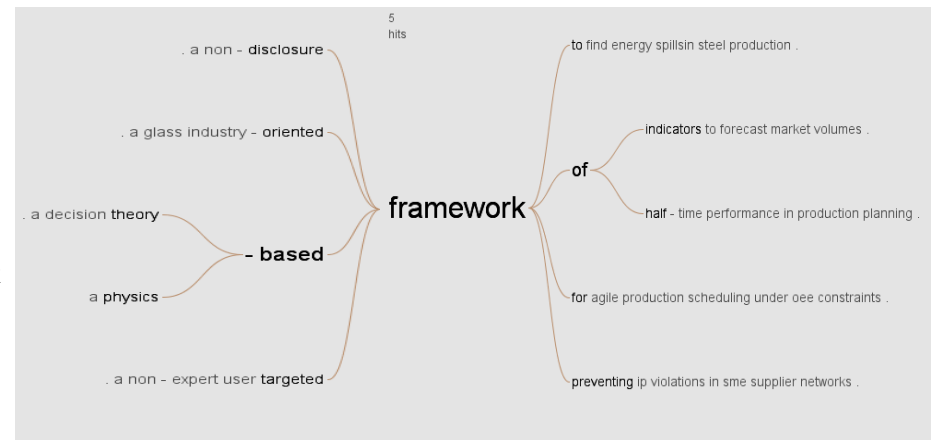 5
hits
. a non - disclosure
. a glass industry - oriented
. a decision theory
- based
a physics
. a non - expert user targeted
framework
to find energy spillsin steel production .
of
indicators to forecast market volumes .
half - time performance in production planning .
for agile production scheduling under oee constraints .
preventing ip violations in sme supplier networks .